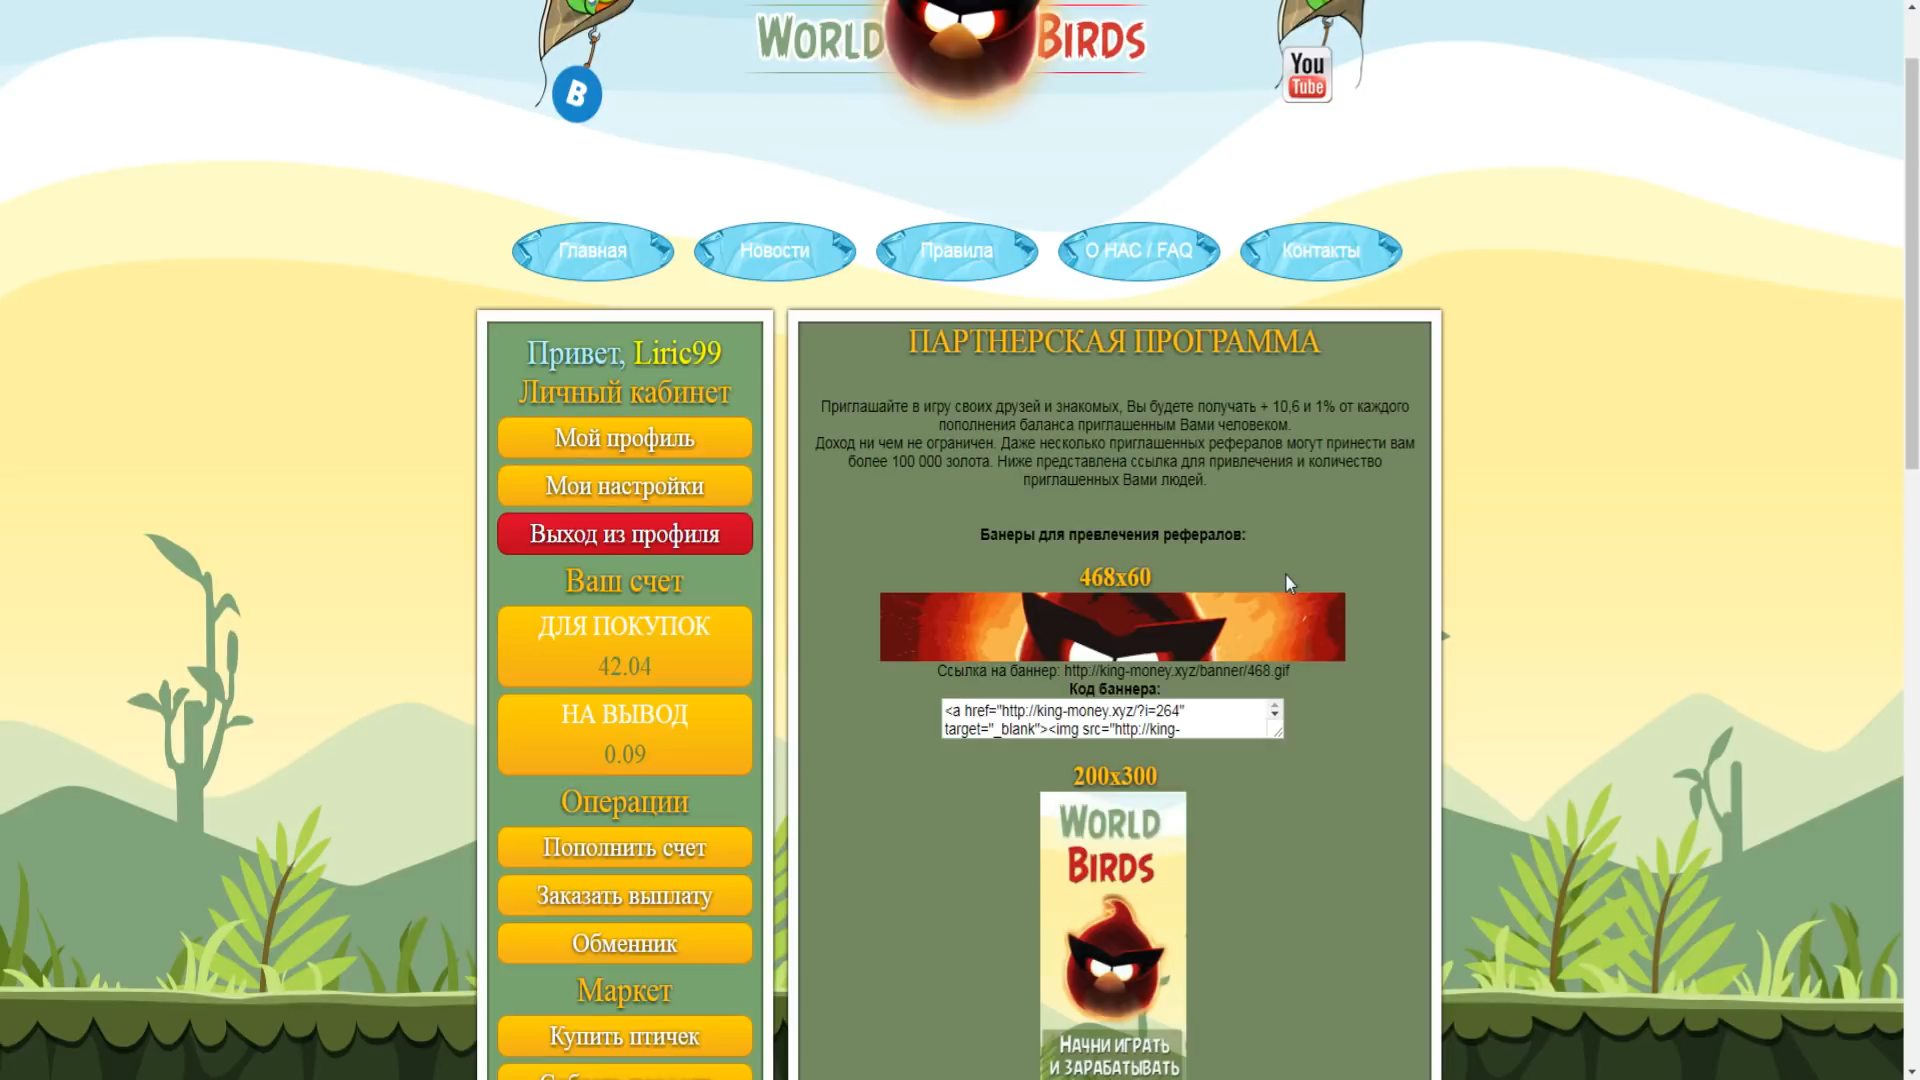 WORLD BIRDS
B
You
Tube
Главная
Новости
Правила
О НАС / FAQ
Контакты
Привет, Liric99
Личный кабинет
Мой профиль
Мои настройки
Выход из профиля
Ваш счет
ДЛЯ ПОКУПОК
42.04
НА ВЫВОД
0.09
Операции
Пополнить счет
Заказать выплату
Обменник
Маркет
Купить птичек
ПАРТНЕРСКАЯ ПРОГРАММА
Приглашайте в игру своих друзей и знакомых, Вы будете получать + 10,6 и 1% от каждого
пополнения баланса приглашенным Вами человеком.
Доход ни чем не ограничен. Даже несколько приглашенных рефералов могут принести вам
более 100 000 золота. Ниже представлена ссылка для привлечения и количество
приглашенных Вами людей.
Банеры для превлечения рефералов:
468x60
Ссылка на баннер: http://king-money.xyz/banner/468.gif
Код баннера:
<a href="http://king-money.xyz/?i=264"
target="_blank"><img src="http://king-
200x300
WORLD
BIRDS
НАЧНИ ИГРАТЬ
И ЗАРАБАТЫВАТЬ